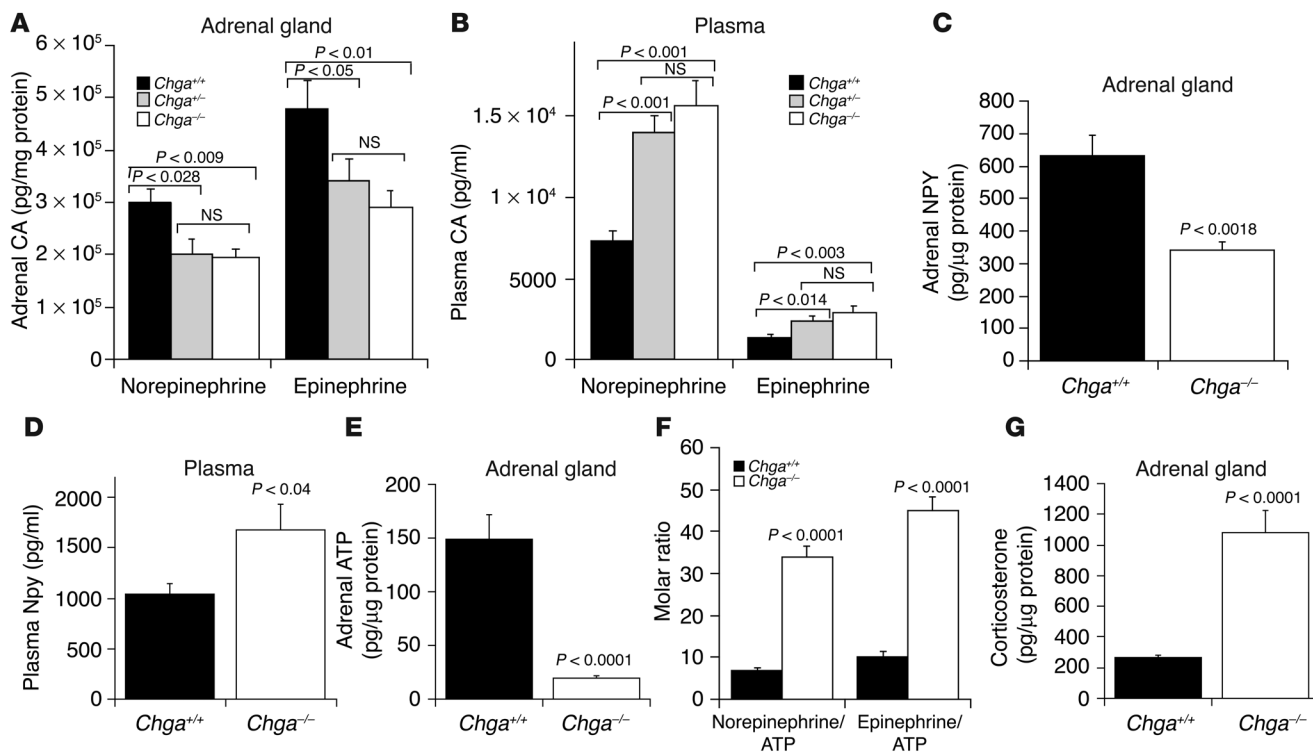 A
Adrenal gland
Adrenal CA (pg/mg protein)
6 × 10⁵
5 × 10⁵
4 × 10⁵
3 × 10⁵
2 × 10⁵
1 × 10⁵
0
Chga+/+
Chga+/–
Chga–/–
P < 0.01
P < 0.05
NS
P < 0.009
P < 0.028
NS
Norepinephrine
Epinephrine
B
Plasma
Plasma CA (pg/ml)
1.5 × 10⁴
1 × 10⁴
5000
0
P < 0.001
NS
P < 0.001
Chga+/+
Chga+/–
Chga–/–
P < 0.003
NS
P < 0.014
Norepinephrine
Epinephrine
C
Adrenal gland
Adrenal NPY
(pg/μg protein)
800
700
600
500
400
300
200
100
0
P < 0.0018
Chga+/+
Chga–/–
D
Plasma
Plasma Npy (pg/ml)
2000
1500
1000
500
0
P < 0.04
Chga+/+
Chga–/–
E
Adrenal gland
Adrenal ATP
(pg/μg protein)
200
150
100
50
0
P < 0.0001
Chga+/+
Chga–/–
F
Molar ratio
60
50
40
30
20
10
0
Chga+/+
Chga–/–
P < 0.0001
P < 0.0001
Norepinephrine/
ATP
Epinephrine/
ATP
G
Adrenal gland
Corticosterone
(pg/μg protein)
1400
1200
1000
800
600
400
200
0
P < 0.0001
Chga+/+
Chga–/–